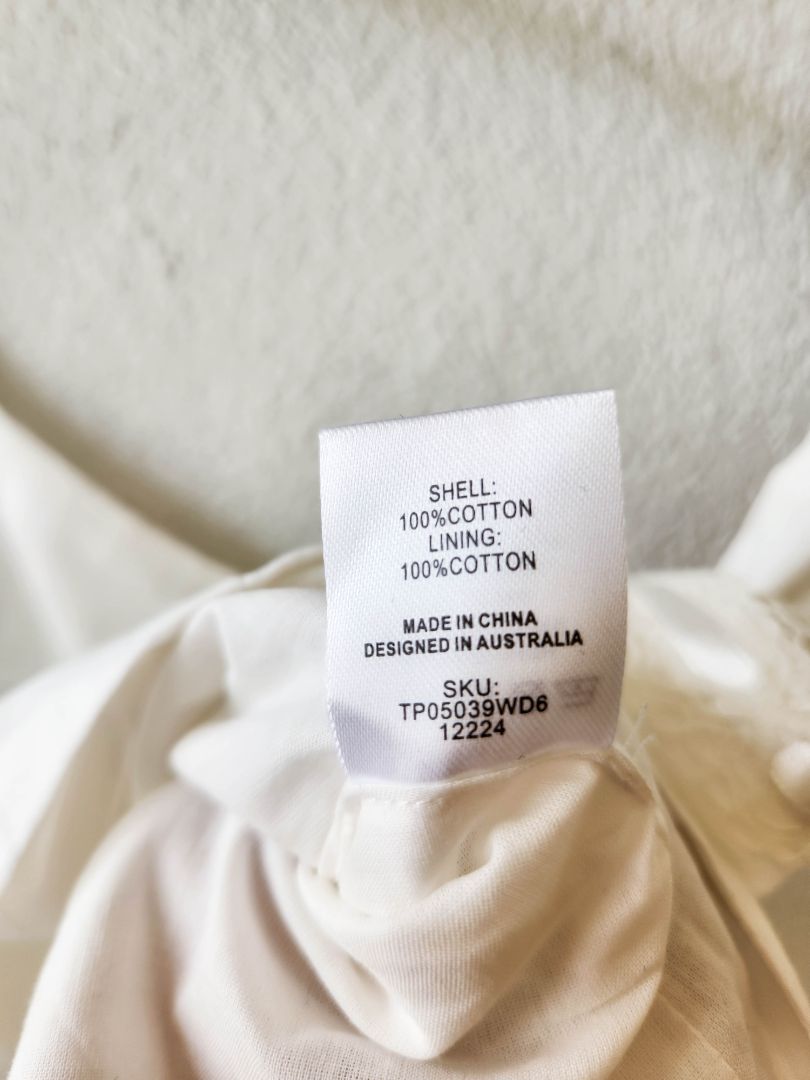 SHELL:
100%COTTON
LINING:
100%COTTON
MADE IN CHINA
DESIGNED IN AUSTRALIA
SKU:
TP05039WD6
12224